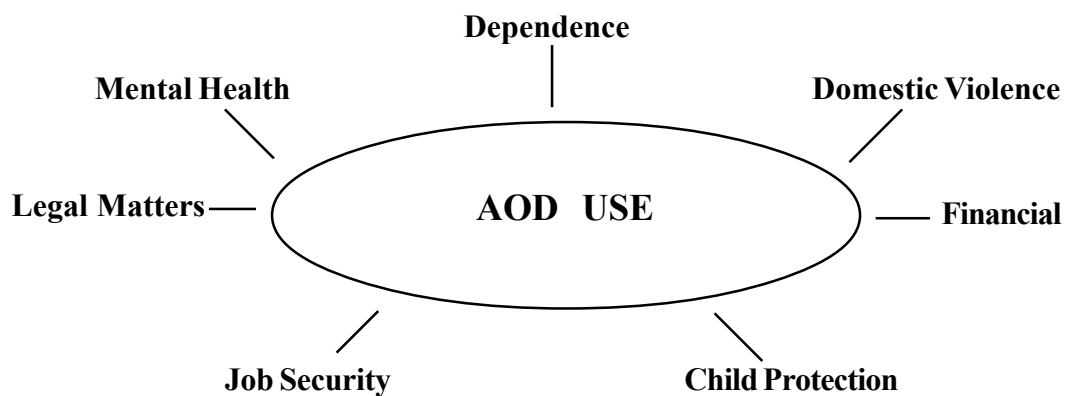 Dependence
Mental Health
Domestic Violence
Legal Matters
AOD USE
Financial
Job Security
Child Protection